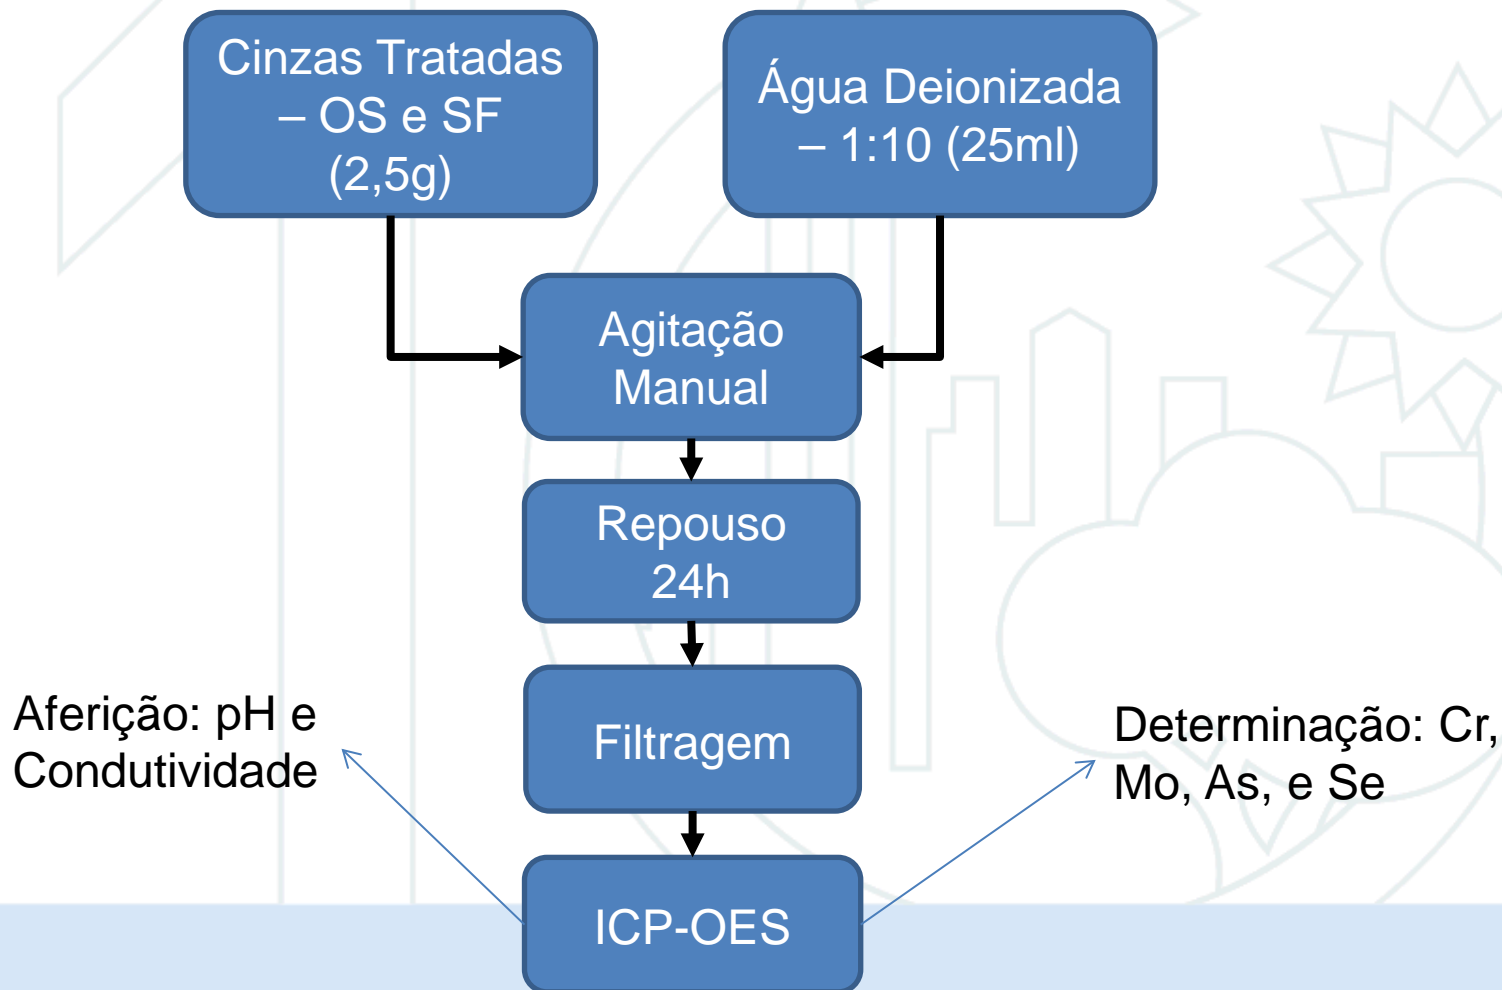 Cinzas Tratadas
– OS e SF
(2,5g)
Água Deionizada
– 1:10 (25ml)
Agitação
Manual
Repouso
24h
Filtragem
Aferição: pH e
Condutividade
Determinação: Cr,
Mo, As, e Se
ICP-OES